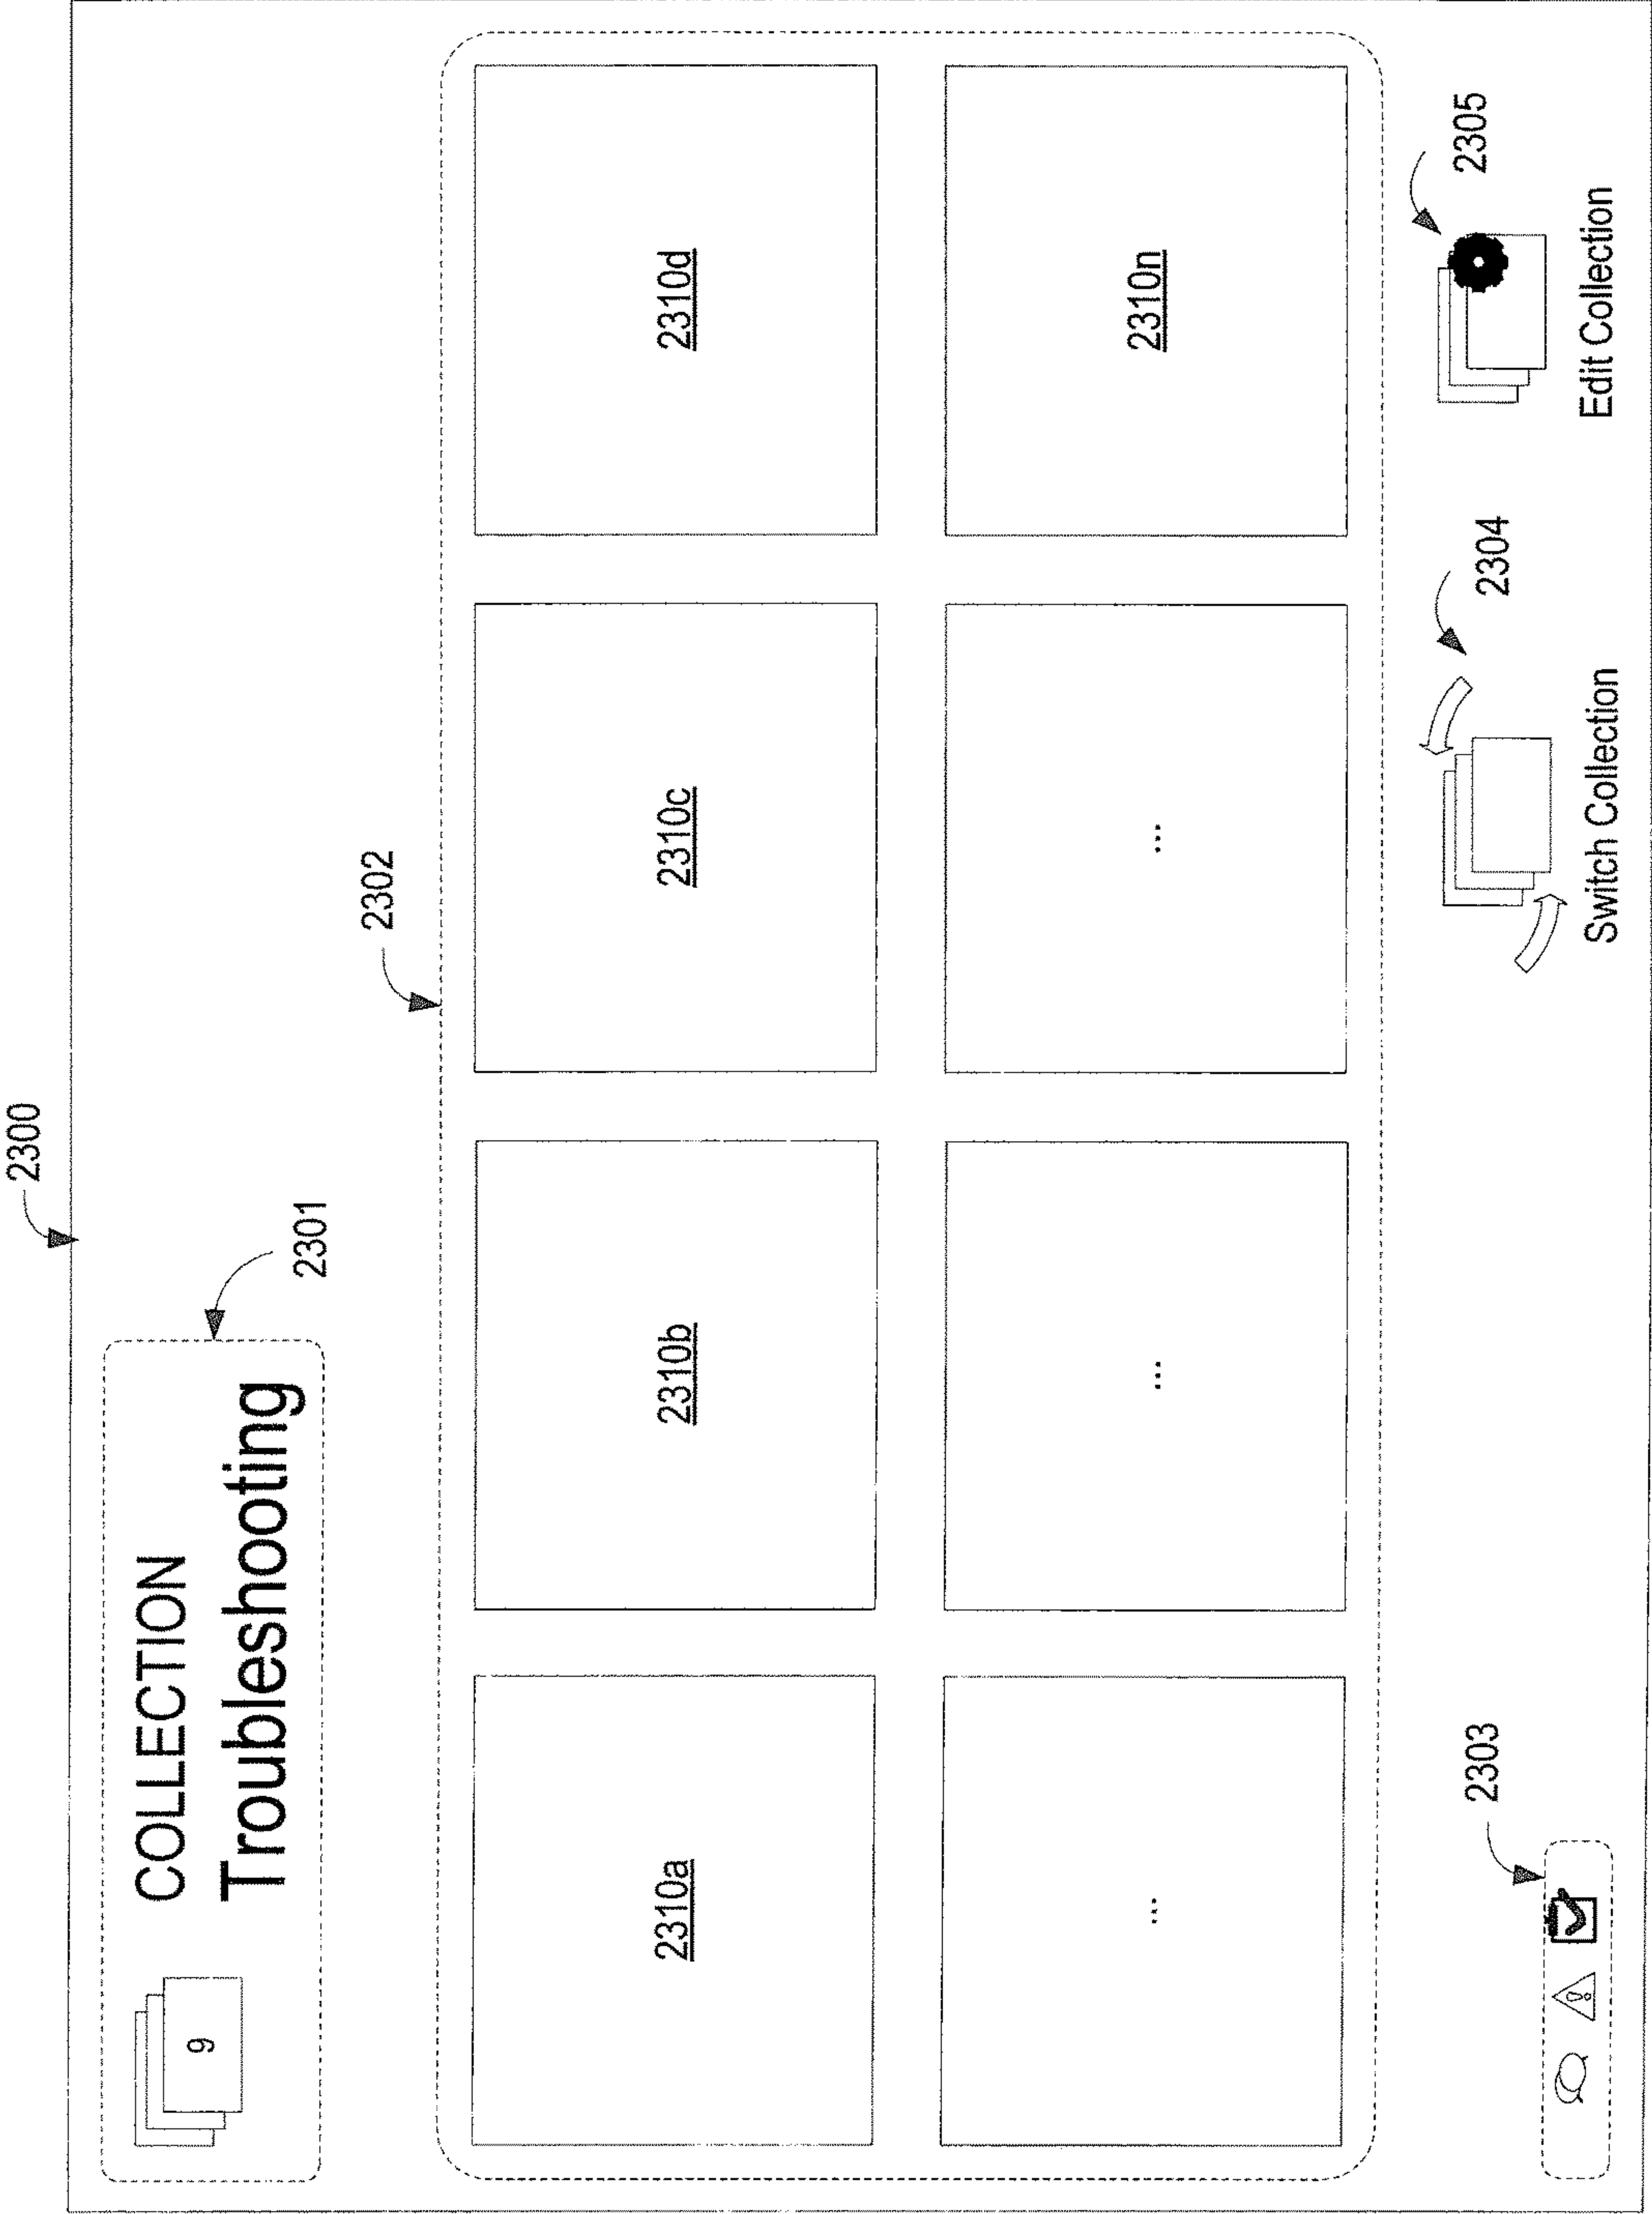 2300
COLLECTION
9
Troubleshooting
2301
2302
2310a
2310b
2310c
2310d
...
...
...
2310n
2303
2304
2305
Switch Collection
Edit Collection